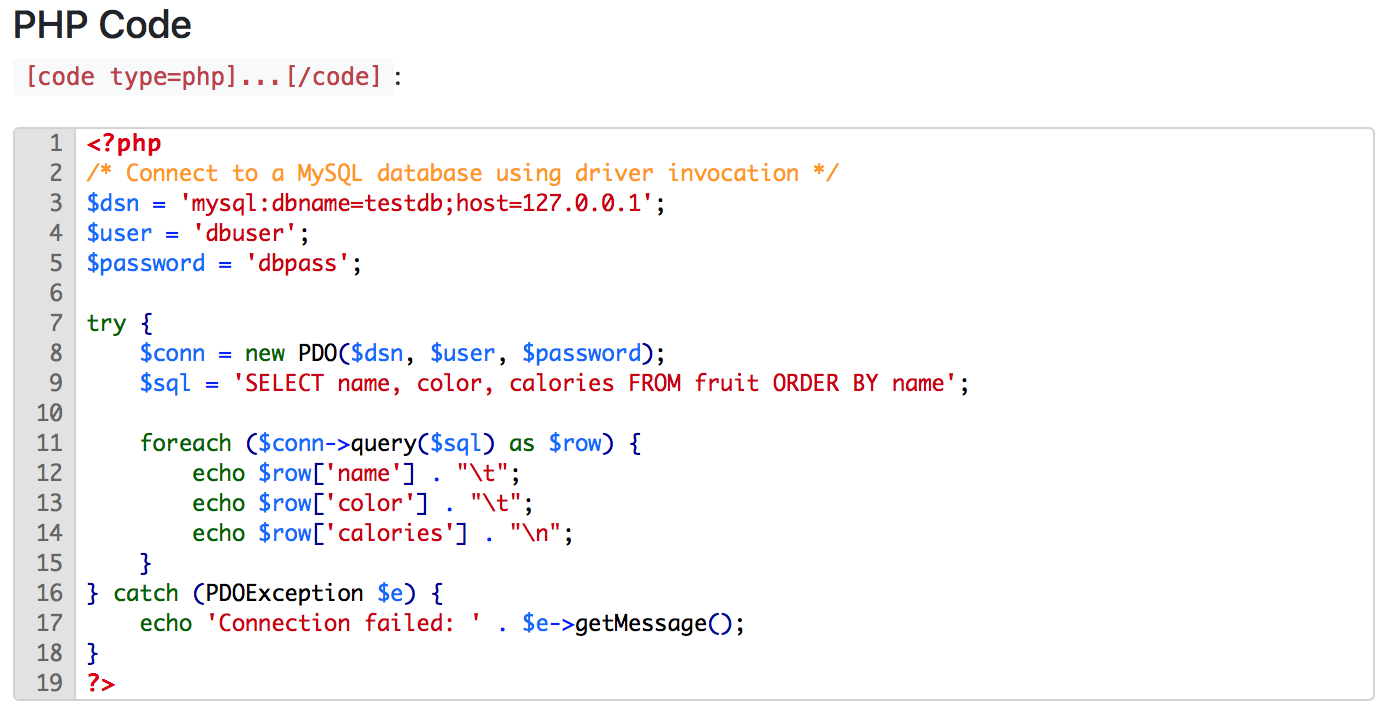 PHP Code
[code type=php]...[/code] :
1 <?php
2 /* Connect to a MySQL database using driver invocation */
3 $dsn = 'mysql:dbname=testdb;host=127.0.0.1';
4 $user = 'dbuser';
5 $password = 'dbpass';
6
7 try {
8     $conn = new PDO($dsn, $user, $password);
9     $sql = 'SELECT name, color, calories FROM fruit ORDER BY name';
10
11     foreach ($conn->query($sql) as $row) {
12         echo $row['name'] . "\t";
13         echo $row['color'] . "\t";
14         echo $row['calories'] . "\n";
15     }
16 } catch (PDOException $e) {
17     echo 'Connection failed: ' . $e->getMessage();
18 }
19 ?>